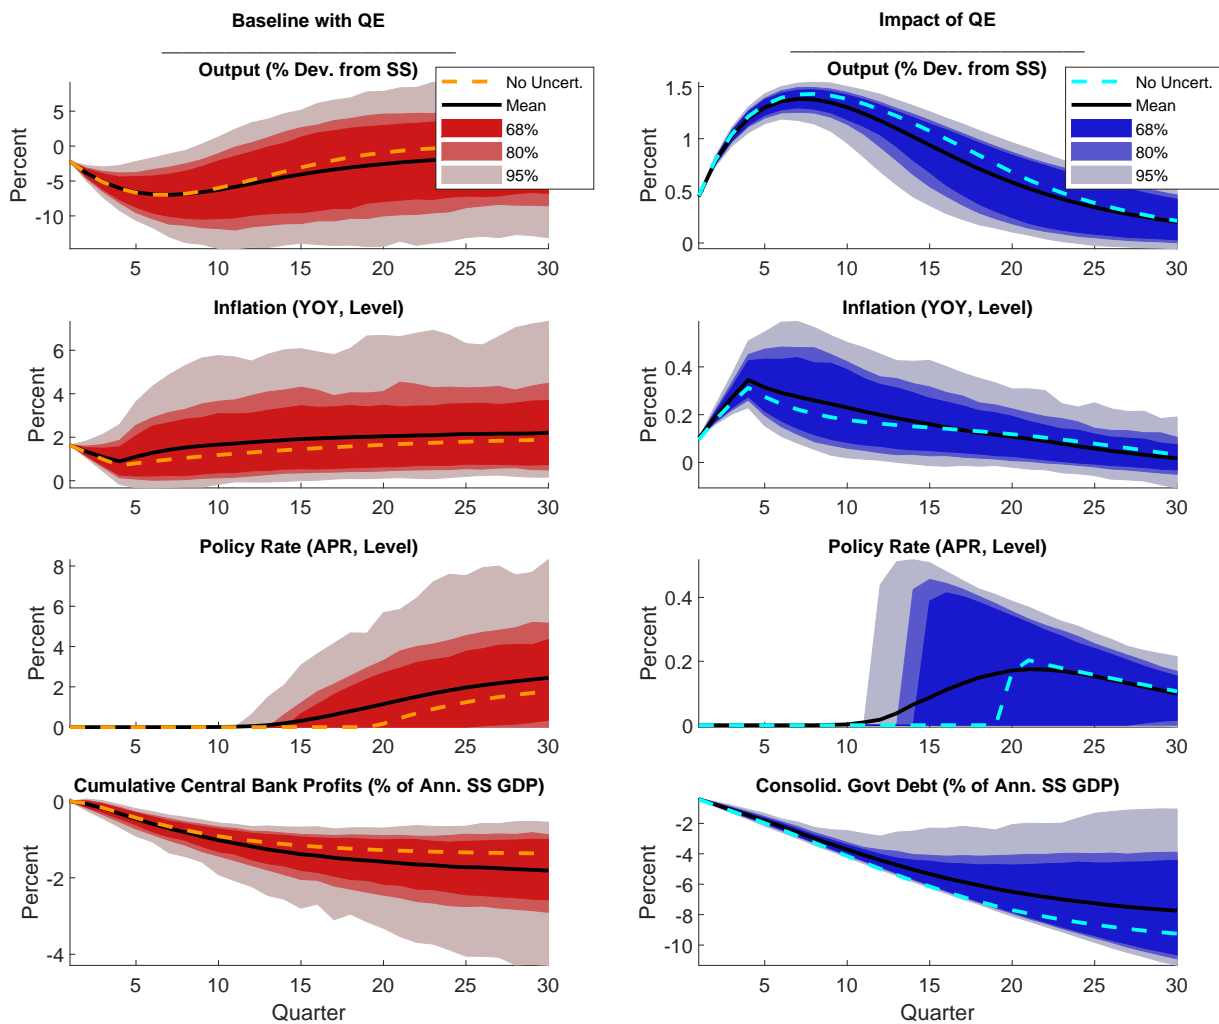 Baseline with QE
Output (% Dev. from SS)
No Uncert.
Mean
68%
80%
95%
Percent
5
0
-5
-10
5 10 15 20 25 30
Inflation (YOY, Level)
Percent
6
4
2
0
5 10 15 20 25 30
Policy Rate (APR, Level)
Percent
8
6
4
2
0
5 10 15 20 25 30
Cumulative Central Bank Profits (% of Ann. SS GDP)
Percent
0
-2
-4
5 10 15 20 25 30
Quarter
Impact of QE
Output (% Dev. from SS)
No Uncert.
Mean
68%
80%
95%
Percent
1.5
1
0.5
0
5 10 15 20 25 30
Inflation (YOY, Level)
Percent
0.4
0.2
0
5 10 15 20 25 30
Policy Rate (APR, Level)
Percent
0.4
0.2
0
5 10 15 20 25 30
Consolid. Govt Debt (% of Ann. SS GDP)
Percent
-2
-4
-6
-8
-10
5 10 15 20 25 30
Quarter